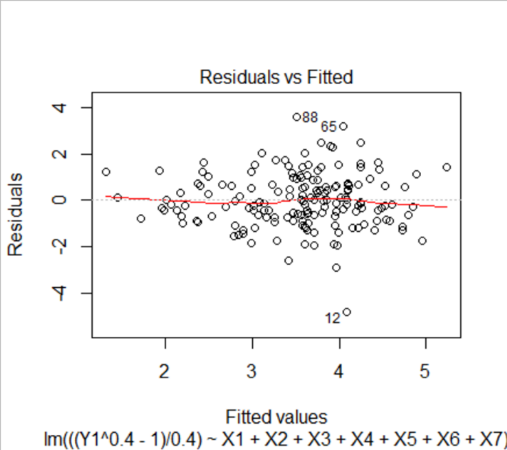 Residuals vs Fitted
Residuals
4
2
0
-2
-4
88
65
12
2 3 4 5
Fitted values
lm(((Y1^0.4 - 1)/0.4) ~ X1 + X2 + X3 + X4 + X5 + X6 + X7)